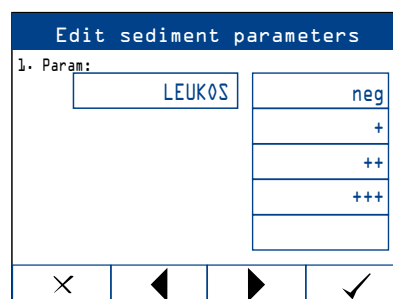 Edit sediment parameters
1. Param:
LEUKOS
neg
+
++
+++